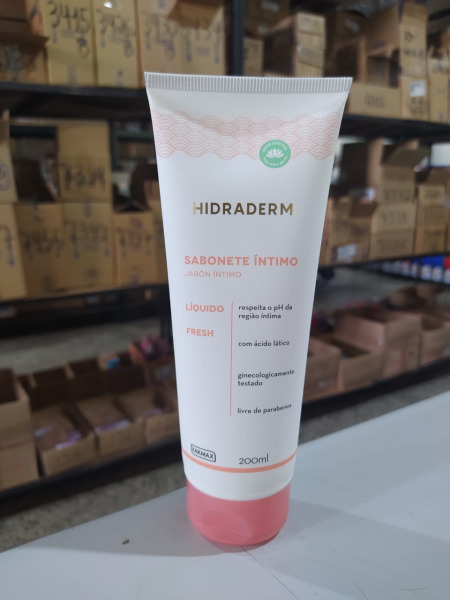 HIDRADERM
SABONETE ÍNTIMO
JABÓN ÍNTIMO
LÍQUIDO
FRESH
respeita o pH da
região íntima
com ácido lático
ginecologicamente
testado
livre de parabenos
FARMAX
200ml